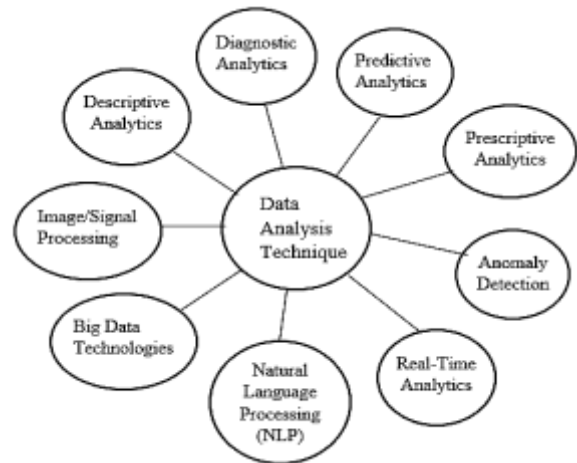 Diagnostic
Analytics
Predictive
Analytics
Descriptive
Analytics
Prescriptive
Analytics
Data
Analysis
Technique
Image/Signal
Processing
Anomaly
Detection
Big Data
Technologies
Real-Time
Analytics
Natural
Language
Processing
(NLP)